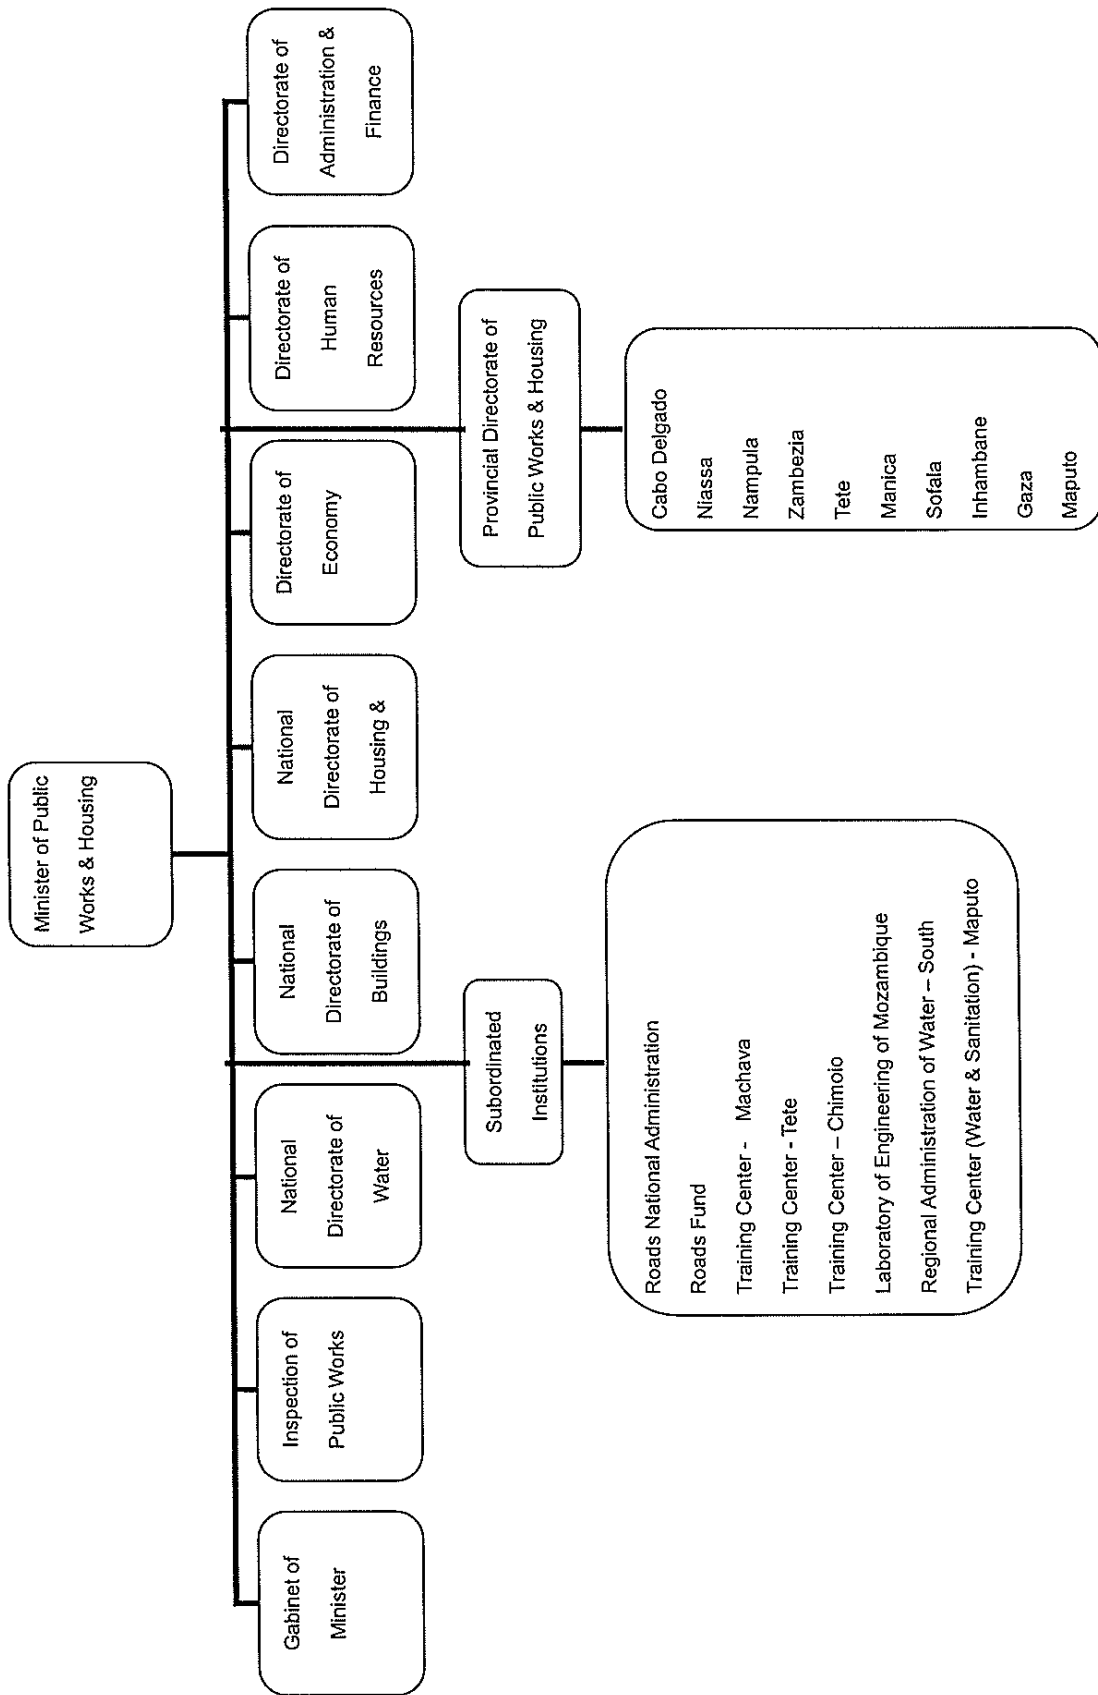 Minister of Public
Works & Housing
Gabinet of
Minister
Inspection of
Public Works
National
Directorate of
Water
National
Directorate of
Buildings
National
Directorate of
Housing &
Directorate of
Economy
Directorate of
Human
Resources
Directorate of
Administration &
Finance
Subordinated
Institutions
Provincial Directorate of
Public Works & Housing
Roads National Administration
Roads Fund
Training Center - Machava
Training Center - Tete
Training Center – Chimoio
Laboratory of Engineering of Mozambique
Regional Administration of Water – South
Training Center (Water & Sanitation) - Maputo
Cabo Delgado
Niassa
Nampula
Zambezia
Tete
Manica
Sofala
Inhambane
Gaza
Maputo